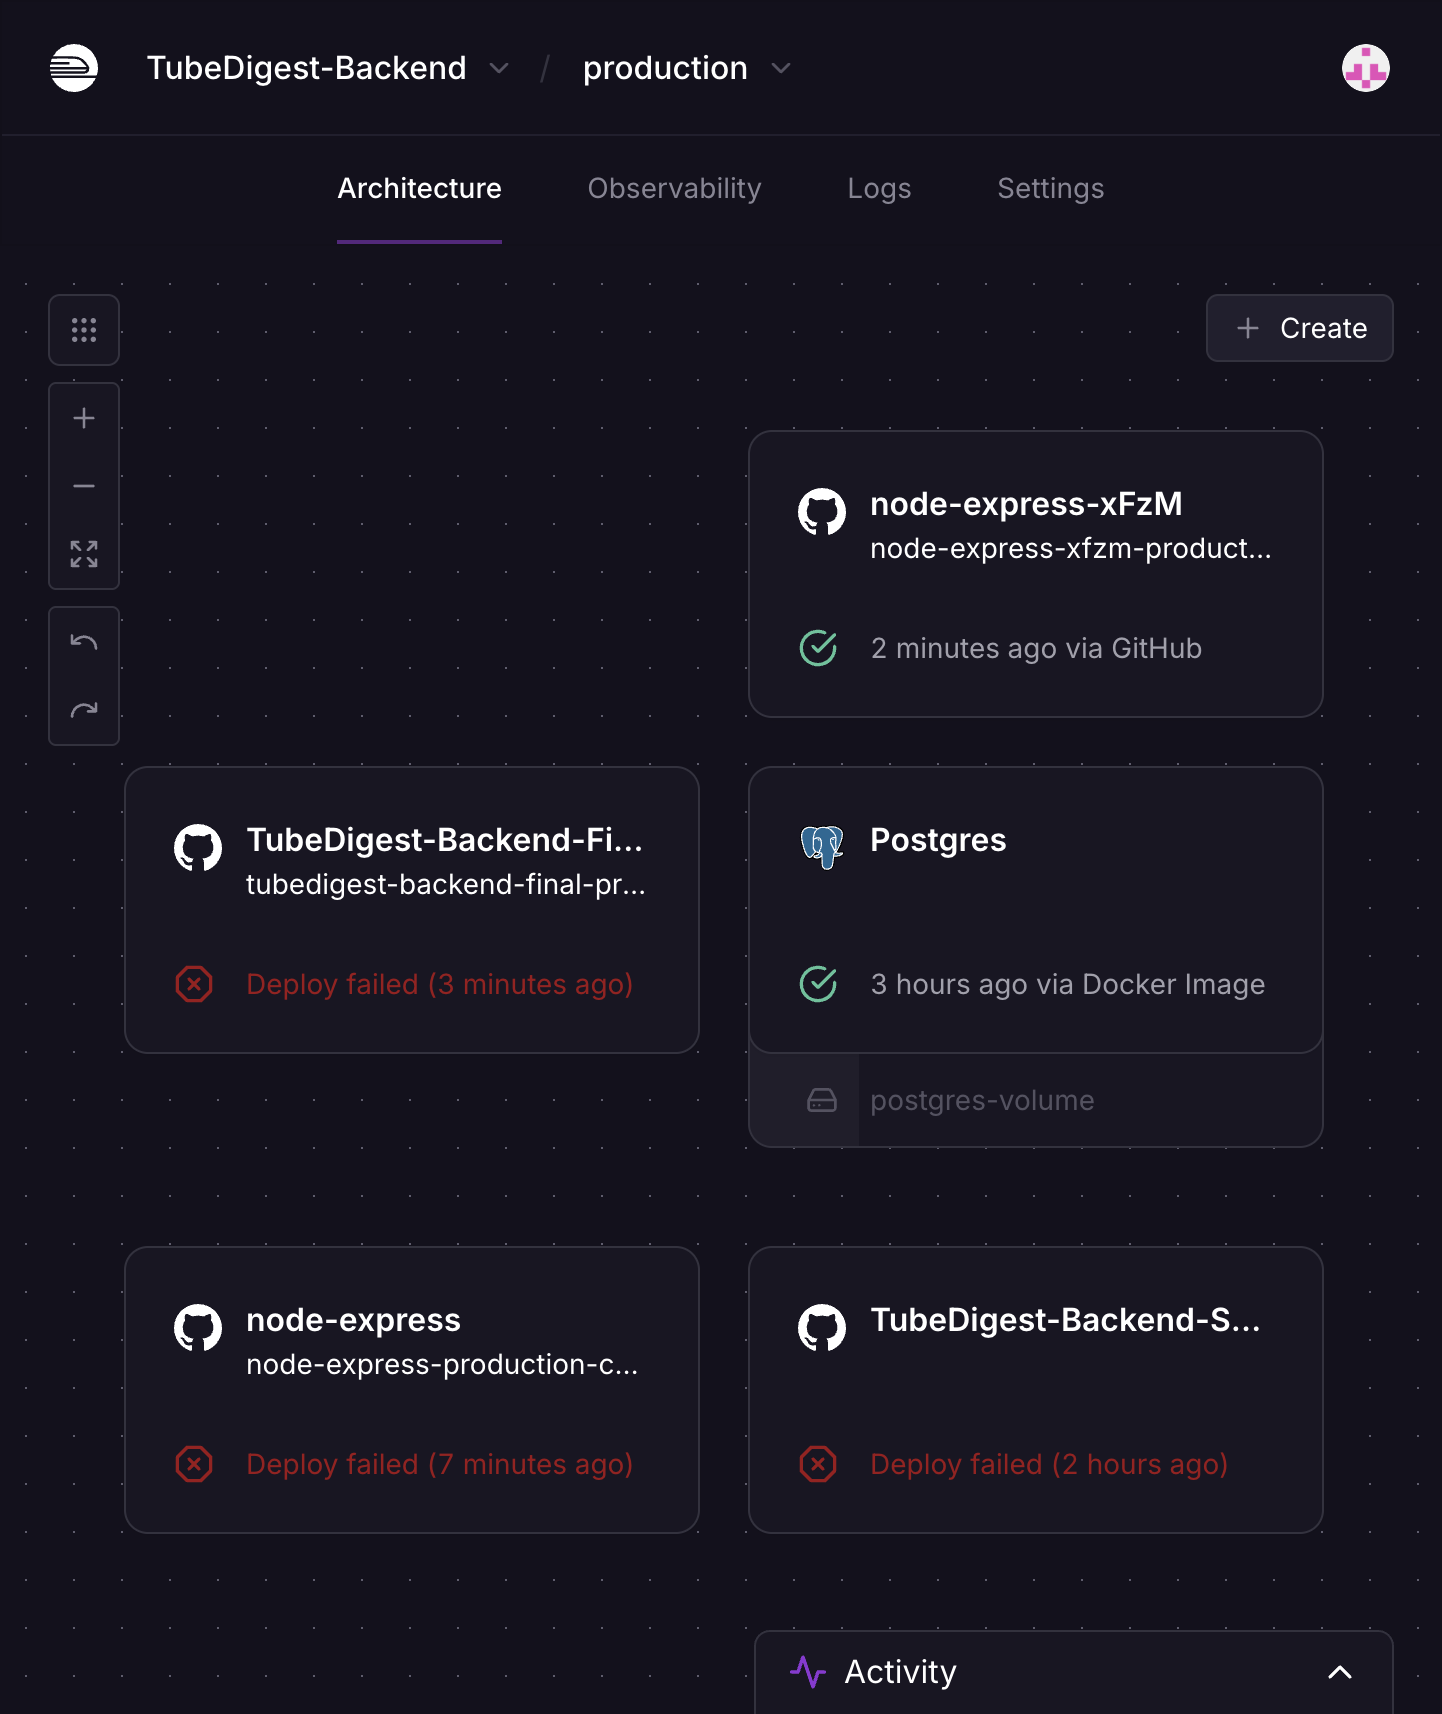 TubeDigest-Backend / production
Architecture Observability Logs Settings
Create
node-express-xFzM
node-express-xfzm-product...
2 minutes ago via GitHub
TubeDigest-Backend-Fi...
tubedigest-backend-final-pr...
Deploy failed (3 minutes ago)
Postgres
3 hours ago via Docker Image
postgres-volume
node-express
node-express-production-c...
Deploy failed (7 minutes ago)
TubeDigest-Backend-S...
Deploy failed (2 hours ago)
Activity